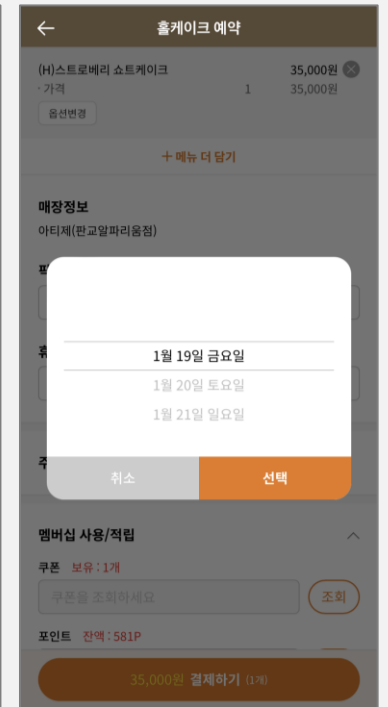 홀케이크 예약
(H)스트로베리 쇼트케이크 35,000원
· 가격 1 35,000원
옵션변경
+ 메뉴 더 담기
매장정보
아티제(판교알파리움점)
1월 19일 금요일
1월 20일 토요일
1월 21일 일요일
취소 선택
멤버십 사용/적립
쿠폰 보유 : 1개
쿠폰을 조회하세요 조회
포인트 잔액 : 581P
35,000원 결제하기 (1개)